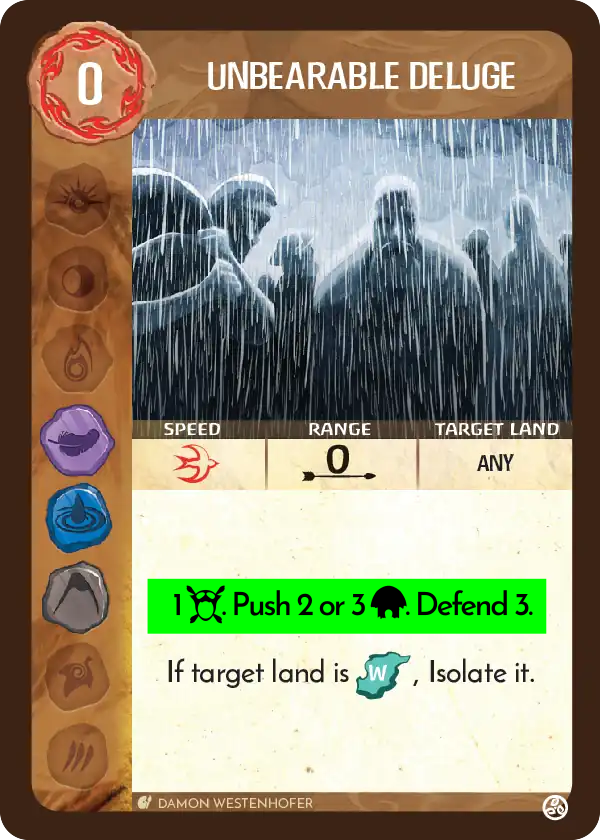 0
UNBEARABLE DELUGE
SPEED RANGE TARGET LAND
0 ANY
1 . Push 2 or 3 . Defend 3.
If target land is W , Isolate it.
DAMON WESTENHOFER